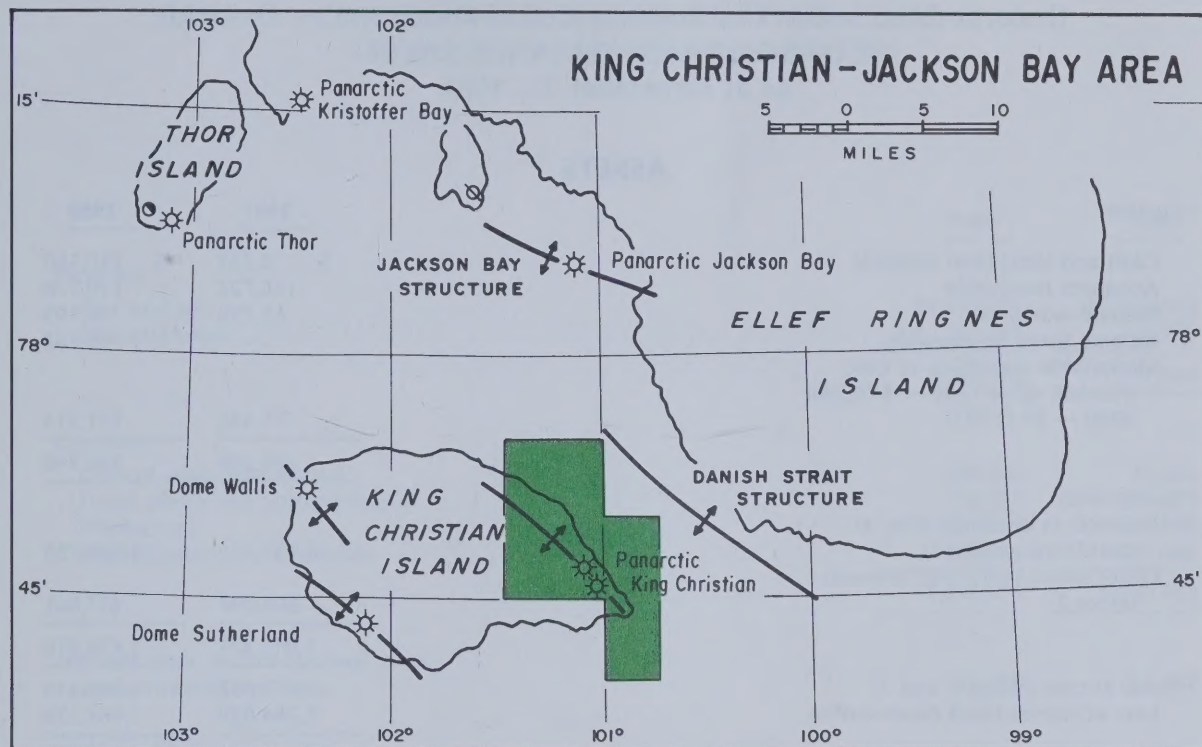 103°
102°
KING CHRISTIAN-JACKSON BAY AREA
5 0 5 10
MILES
15'
Panarctic
Kristoffer Bay
THOR
ISLAND
Panarctic Thor
JACKSON BAY
STRUCTURE
Panarctic Jackson Bay
ELLEF RINGNES
ISLAND
78°
78°
Dome Wallis
KING
CHRISTIAN
ISLAND
DANISH STRAIT
STRUCTURE
Panarctic
King Christian
45'
45'
Dome Sutherland
103°
102°
101°
100°
99°